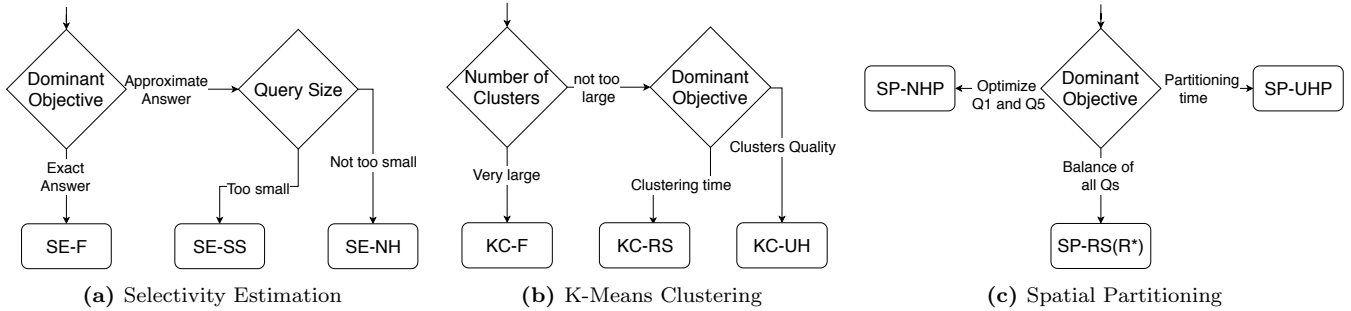 Dominant
Objective
Approximate
Answer
Query Size
Exact
Answer
Too small
Not too small
SE-F
SE-SS
SE-NH
(a) Selectivity Estimation
Number of
Clusters
not too
large
Dominant
Objective
Very large
Clustering time
Clusters Quality
KC-F
KC-RS
KC-UH
(b) K-Means Clustering
SP-NHP
Optimize
Q1 and Q5
Dominant
Objective
Partitioning
time
SP-UHP
Balance of
all Qs
SP-RS(R*)
(c) Spatial Partitioning